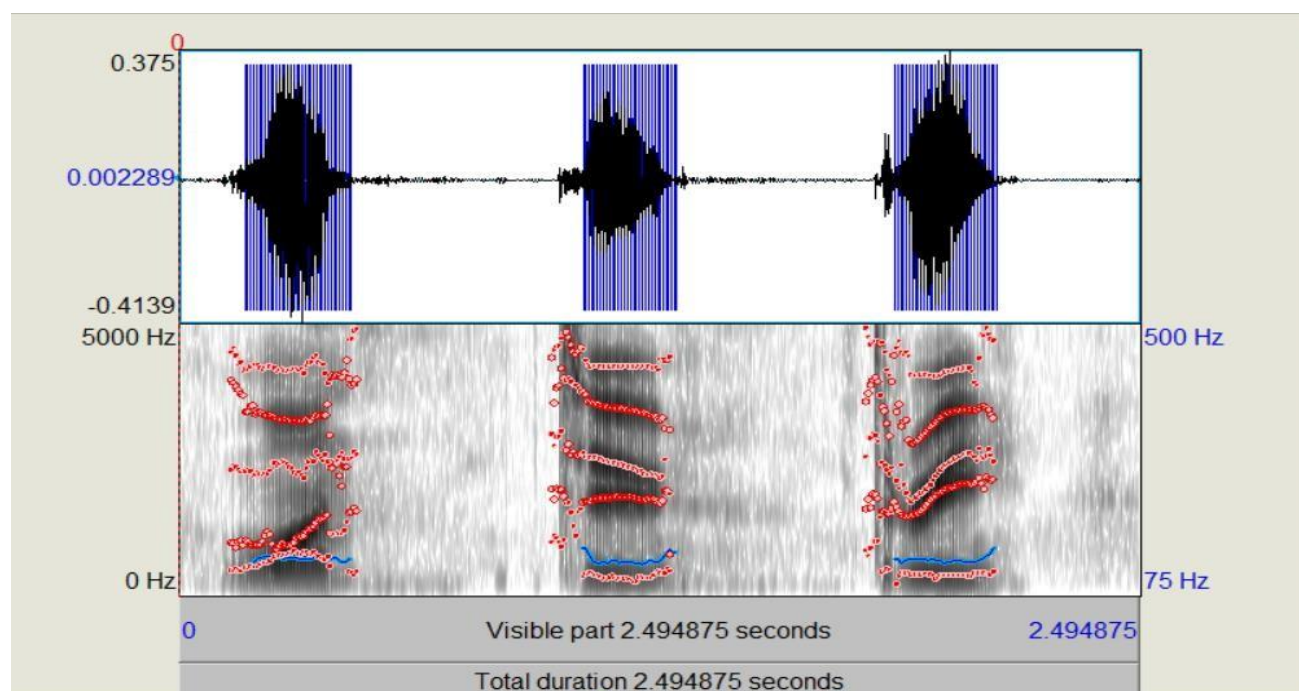 0
0.375
0.002289
-0.4139
5000 Hz 500 Hz
0 Hz 75 Hz
0 Visible part 2.494875 seconds 2.494875
Total duration 2.494875 seconds